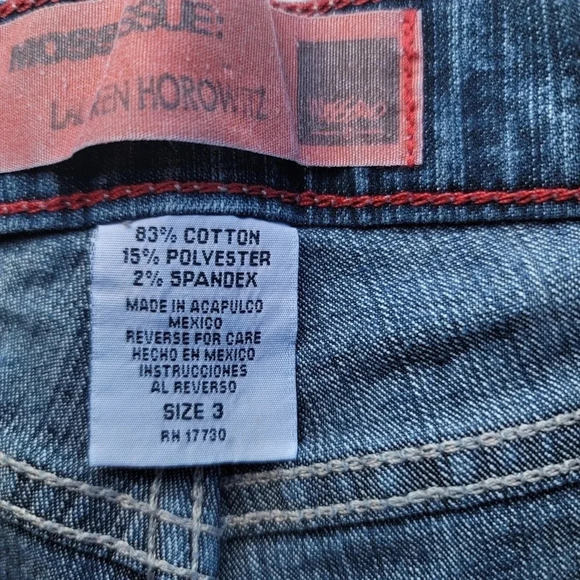 LAUREN HOROWITZ
83% COTTON
15% POLYESTER
2% SPANDEX
MADE IN ACAPULCO
MEXICO
REVERSE FOR CARE
HECHO EN MEXICO
INSTRUCCIONES
AL REVERSO
SIZE 3
RN 17730